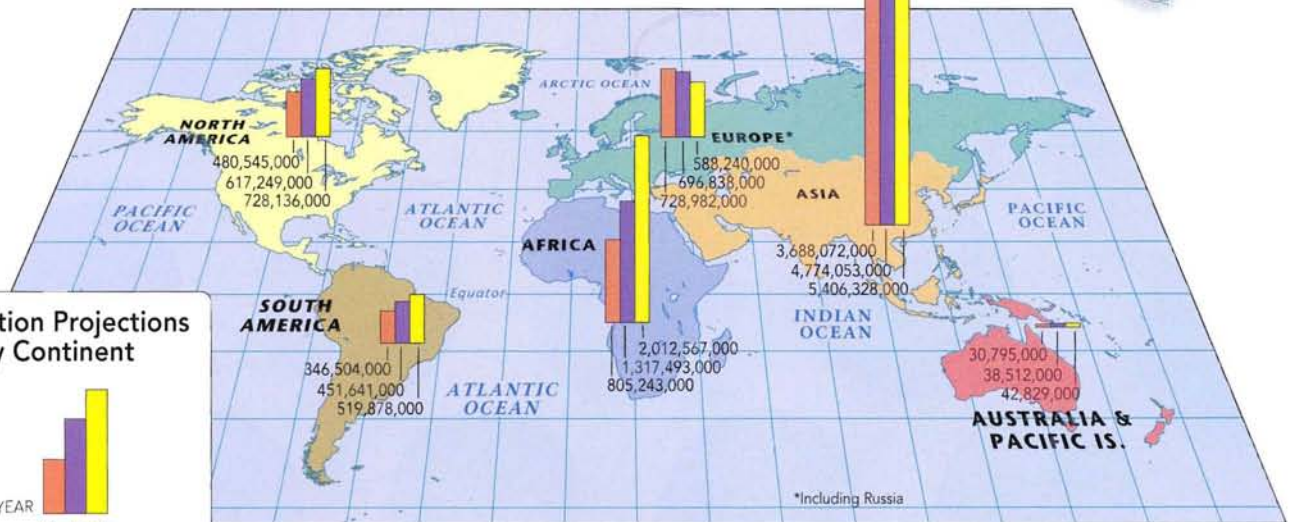 ARCTIC OCEAN
NORTH
AMERICA
480,545,000
617,249,000
728,136,000
EUROPE*
588,240,000
696,838,000
728,982,000
ASIA
PACIFIC
OCEAN
ATLANTIC
OCEAN
PACIFIC
OCEAN
AFRICA
3,688,072,000
4,774,053,000
5,406,328,000
Equator
SOUTH
AMERICA
INDIAN
OCEAN
2,012,567,000
1,317,493,000
805,243,000
346,504,000
451,641,000
519,878,000
ATLANTIC
OCEAN
30,795,000
38,512,000
42,829,000
AUSTRALIA &
PACIFIC IS.
tion Projections
y Continent
YEAR
*Including Russia